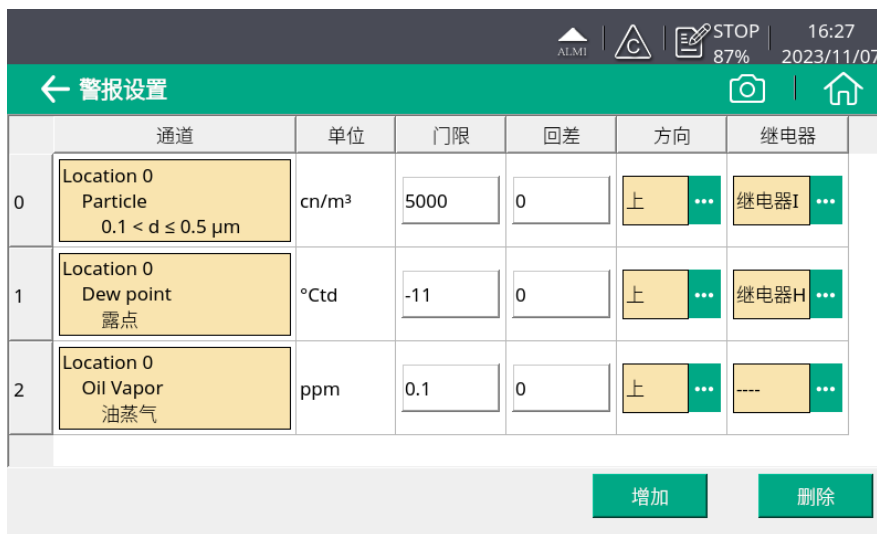 ALM1
C
STOP
87%
16:27
2023/11/07
警报设置
通道 单位 门限 回差 方向 继电器
0
Location 0
Particle
0.1 < d ≤ 0.5 µm
cn/m³ 5000 0 上 ... 继电器I ...
1
Location 0
Dew point
露点
°Ctd -11 0 上 ... 继电器H ...
2
Location 0
Oil Vapor
油蒸气
ppm 0.1 0 上 ... ---- ...
增加 删除